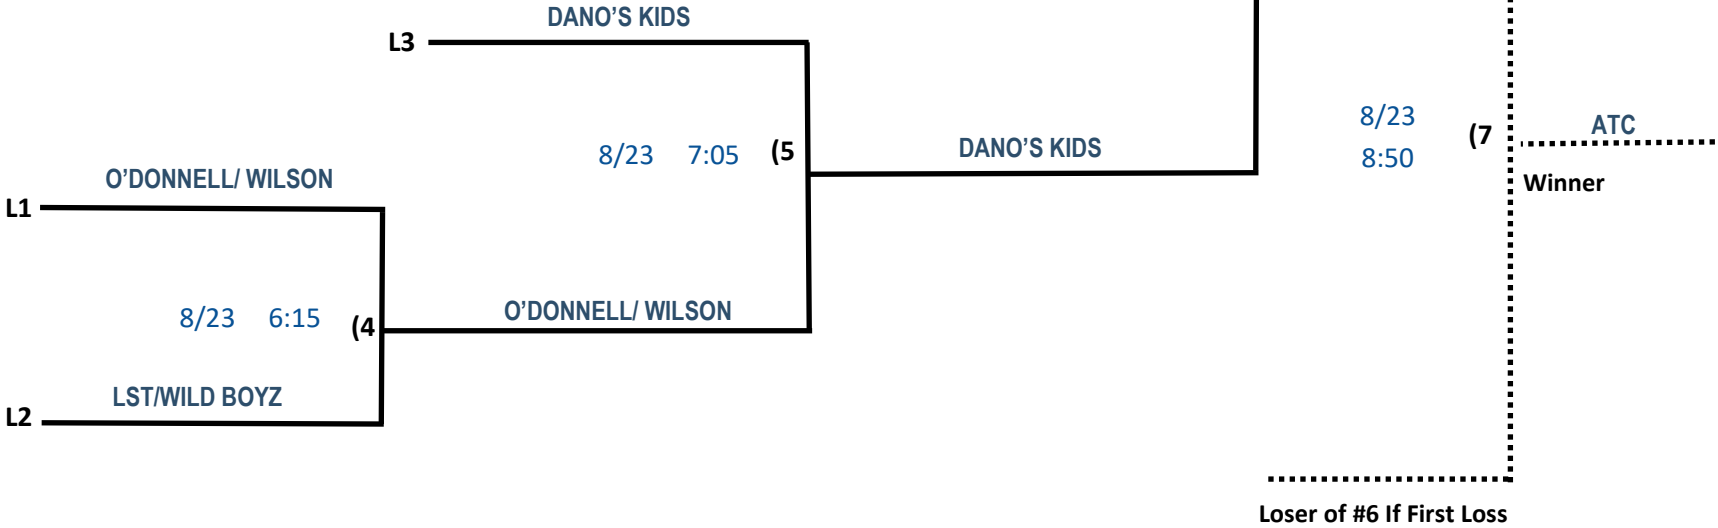 DANO'S KIDS
L3
8/23
8:50
(7
ATC
8/23 7:05 (5
DANO'S KIDS
O'DONNELL/ WILSON
Winner
L1
8/23 6:15 (4
O'DONNELL/ WILSON
LST/WILD BOYZ
L2
Loser of #6 If First Loss